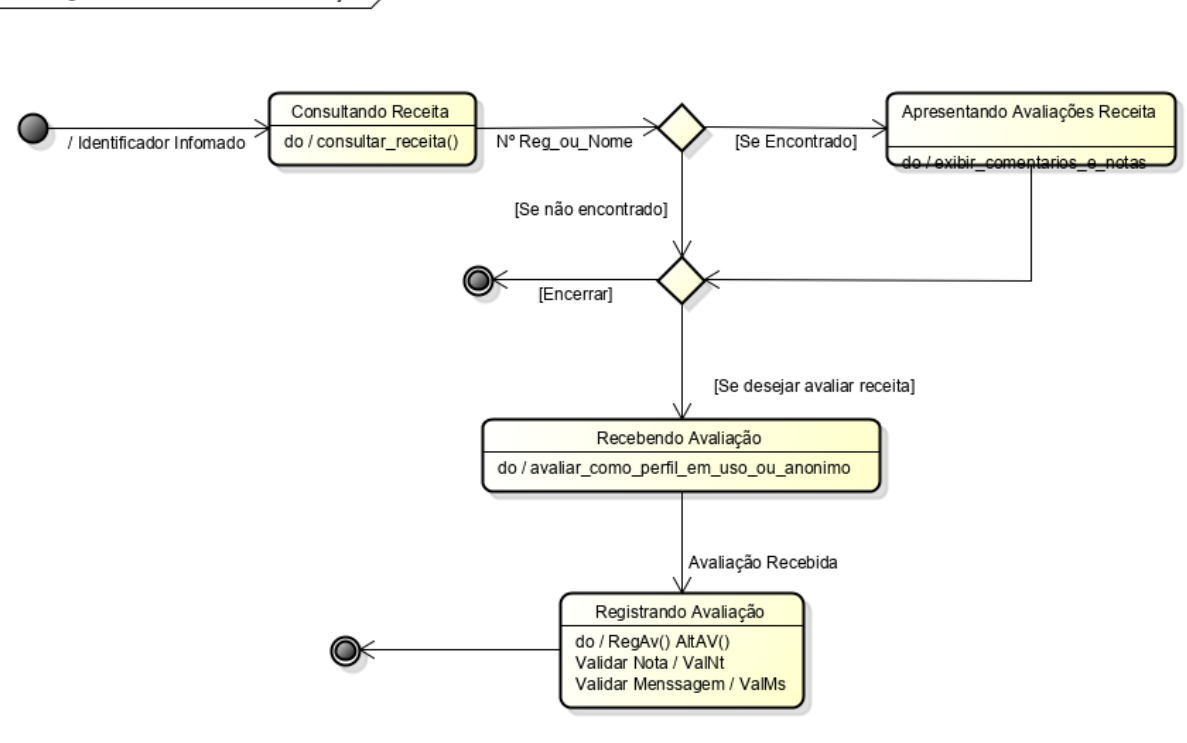 Consultando Receita
do / consultar_receita()
/ Identificador Infomado
Nº Reg_ou_Nome
[Se Encontrado]
Apresentando Avaliações Receita
do / exibir_comentarios_e_notas
[Se não encontrado]
[Encerrar]
[Se desejar avaliar receita]
Recebendo Avaliação
do / avaliar_como_perfil_em_uso_ou_anonimo
Avaliação Recebida
Registrando Avaliação
do / RegAv() AltAV()
Validar Nota / ValNt
Validar Menssagem / ValMs